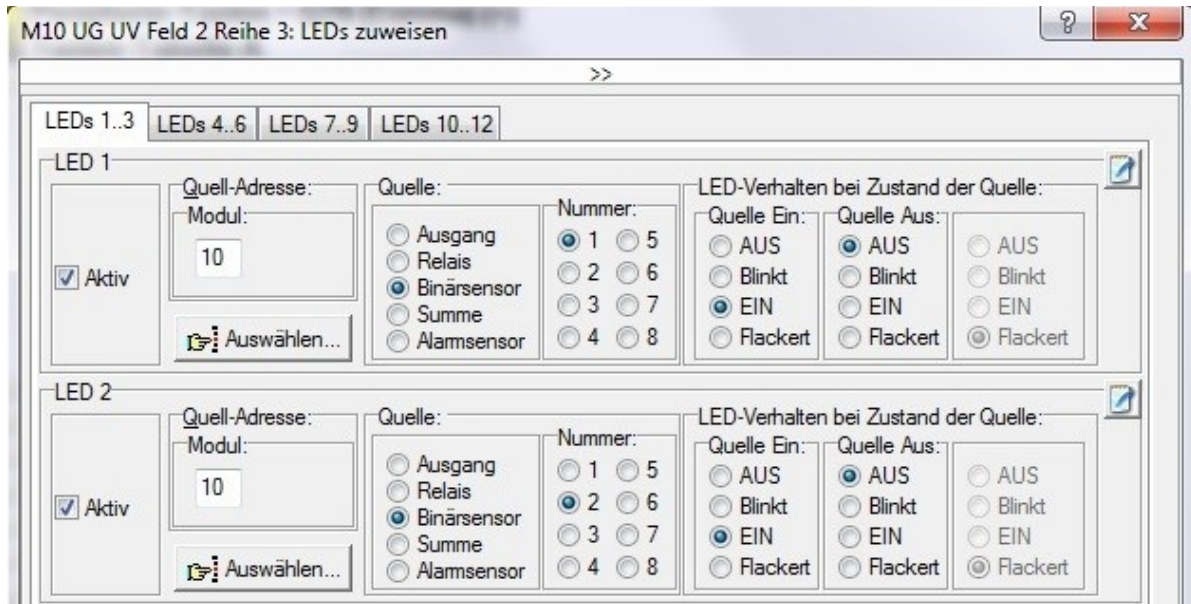 M10 UG UV Feld 2 Reihe 3: LEDs zuweisen
?
X
>>
LEDs 1..3 LEDs 4..6 LEDs 7..9 LEDs 10..12
LED 1
Aktiv
Quell-Adresse:
Modul:
10
Auswählen...
Quelle:
Ausgang
Relais
Binärsensor
Summe
Alarmsensor
Nummer:
1 5
2 6
3 7
4 8
LED-Verhalten bei Zustand der Quelle:
Quelle Ein:
AUS
Blinkt
EIN
Flackert
Quelle Aus:
AUS
Blinkt
EIN
Flackert
AUS
Blinkt
EIN
Flackert
LED 2
Aktiv
Quell-Adresse:
Modul:
10
Auswählen...
Quelle:
Ausgang
Relais
Binärsensor
Summe
Alarmsensor
Nummer:
1 5
2 6
3 7
4 8
LED-Verhalten bei Zustand der Quelle:
Quelle Ein:
AUS
Blinkt
EIN
Flackert
Quelle Aus:
AUS
Blinkt
EIN
Flackert
AUS
Blinkt
EIN
Flackert